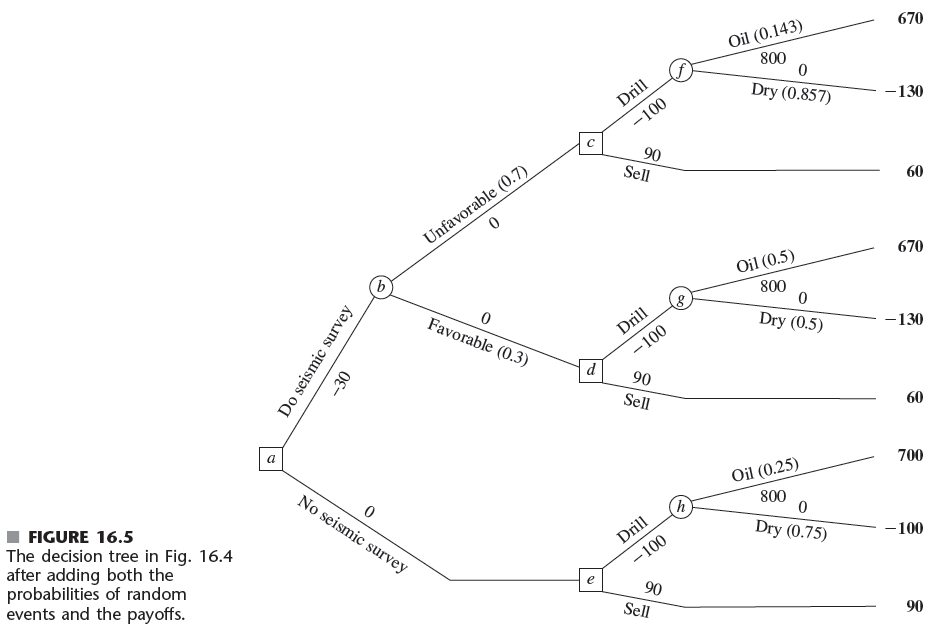 670
Oil (0.143)
800
0
f
Dry (0.857)
−130
Drill
−100
c
90
Sell
60
Unfavorable (0.7)
0
670
Oil (0.5)
800
0
g
Dry (0.5)
−130
Drill
−100
b
0
Favorable (0.3)
d
90
Sell
60
Do seismic survey
−30
a
700
Oil (0.25)
800
0
h
Dry (0.75)
−100
Drill
−100
0
No seismic survey
e
90
Sell
90
FIGURE 16.5
The decision tree in Fig. 16.4
after adding both the
probabilities of random
events and the payoffs.